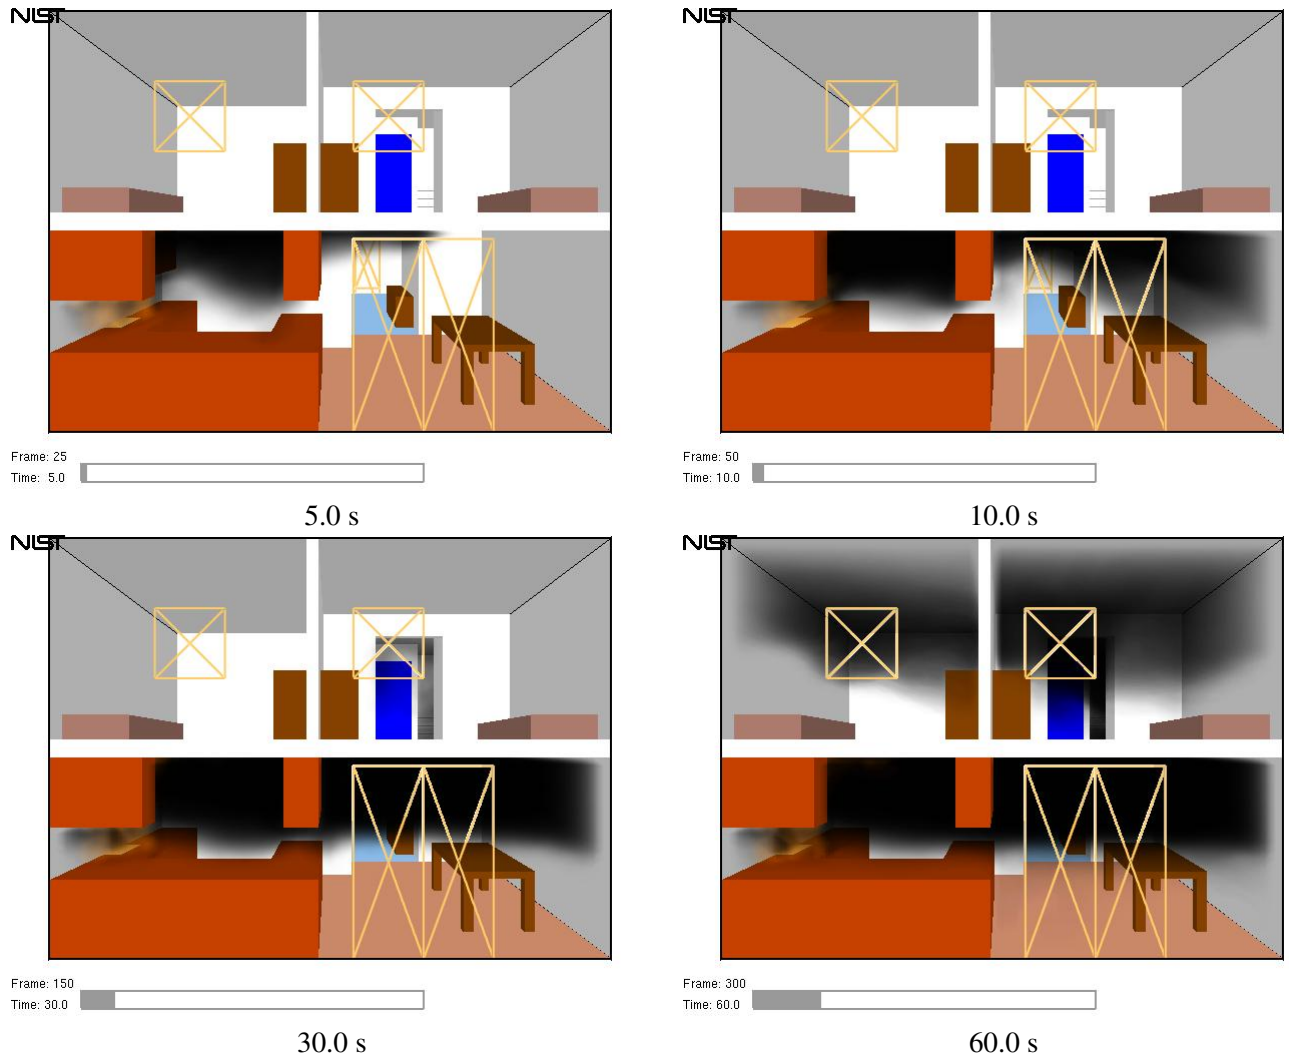 NIST
NIST
Frame: 25
Time: 5.0
5.0 s
Frame: 50
Time: 10.0
10.0 s
NIST
NIST
Frame: 150
Time: 30.0
30.0 s
Frame: 300
Time: 60.0
60.0 s